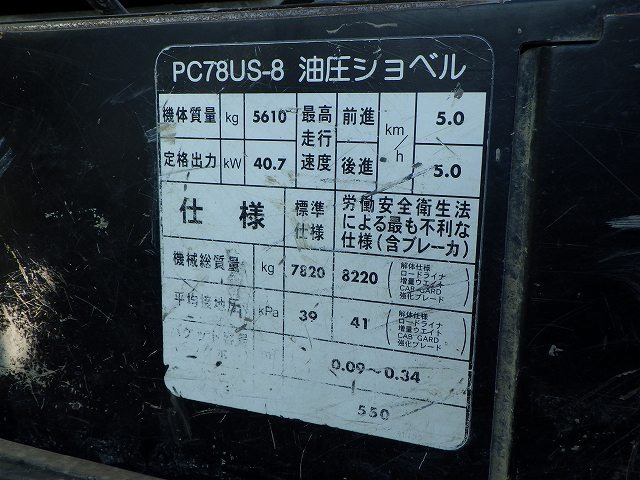 PC78US-8 油圧ショベル
機体質量 kg 5610 最高走行速度 前進 km/h 5.0
定格出力 kW 40.7 後進 5.0
仕様 標準仕様 労働安全衛生法
による最も不利な
仕様(含ブレーカ)
機械総質量 kg 7820 8220 (解体仕様
ロードライナ
増量ウエイト
CAB GARD
強化ブレード)
平均接地圧 kPa 39 41 (解体仕様
ロードライナ
増量ウエイト
CAB GARD
強化ブレード)
バケット容量 0.09～0.34
550